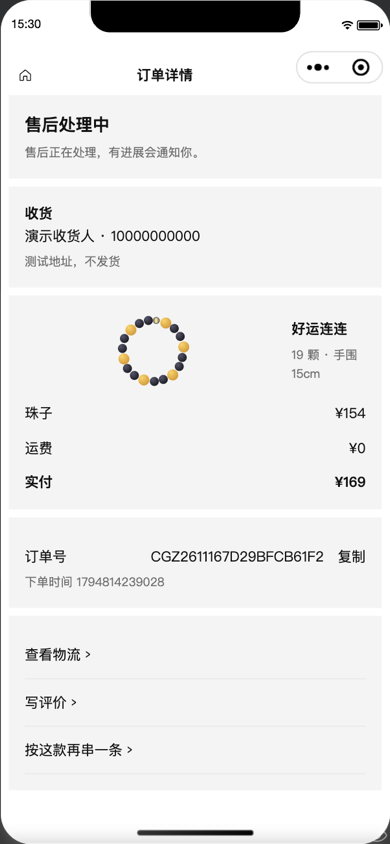 15:30
订单详情
售后处理中
售后正在处理，有进展会通知你。
收货
演示收货人 · 10000000000
测试地址，不发货
好运连连
19 颗 · 手围
15cm
珠子 ¥154
运费 ¥0
实付 ¥169
订单号 CGZ2611167D29BFCB61F2 复制
下单时间 1794814239028
查看物流 >
写评价 >
按这款再串一条 >